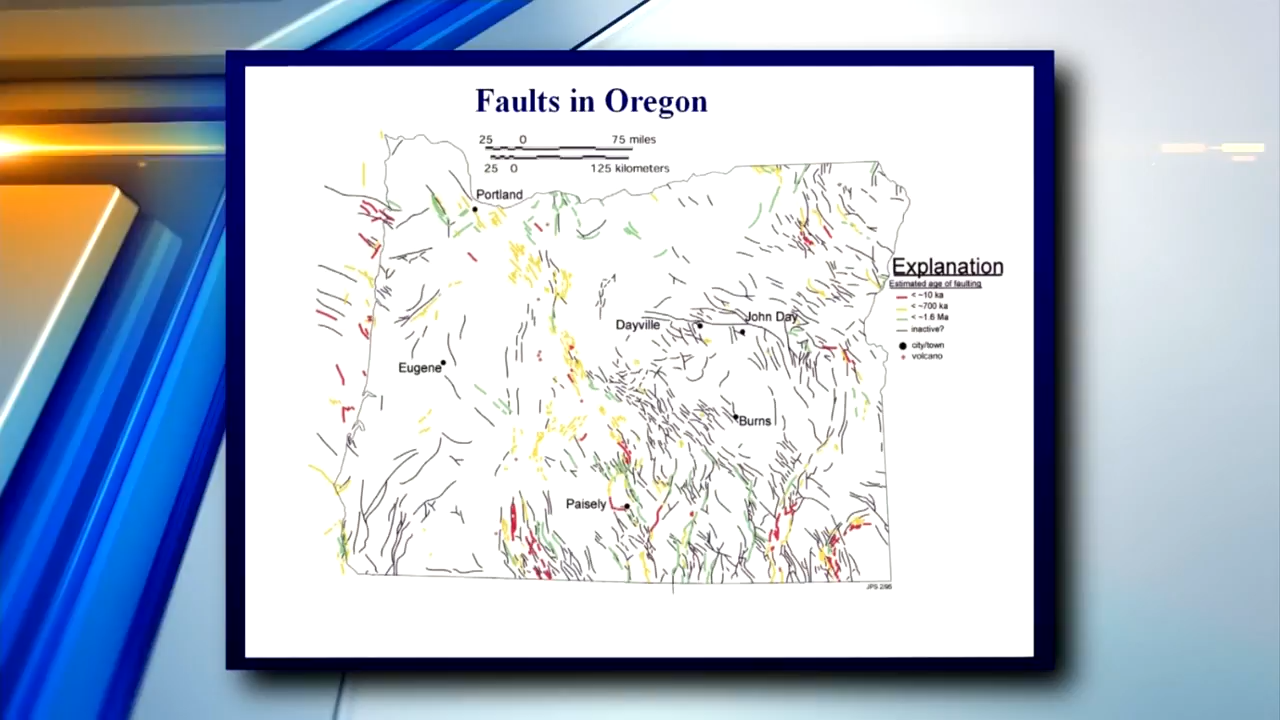 Faults in Oregon
25 0 75 miles
25 0 125 kilometers
Portland
Explanation
Estimated age of faulting
< ~10 ka
< ~700 ka
< ~1.6 Ma
inactive?
city/town
volcano
Dayville
John Day
Eugene
Burns
Paisely
JPS 2/98